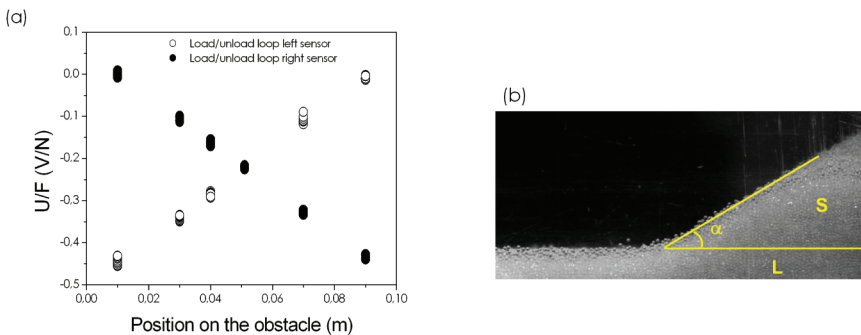 (a)
Load/unload loop left sensor
Load/unload loop right sensor
0,0
-0,1
-0,2
-0,3
-0,4
-0,5
U/F (V/N)
0.00
0.02
0.04
0.06
0.08
0.10
Position on the obstacle (m)
(b)
S
α
L